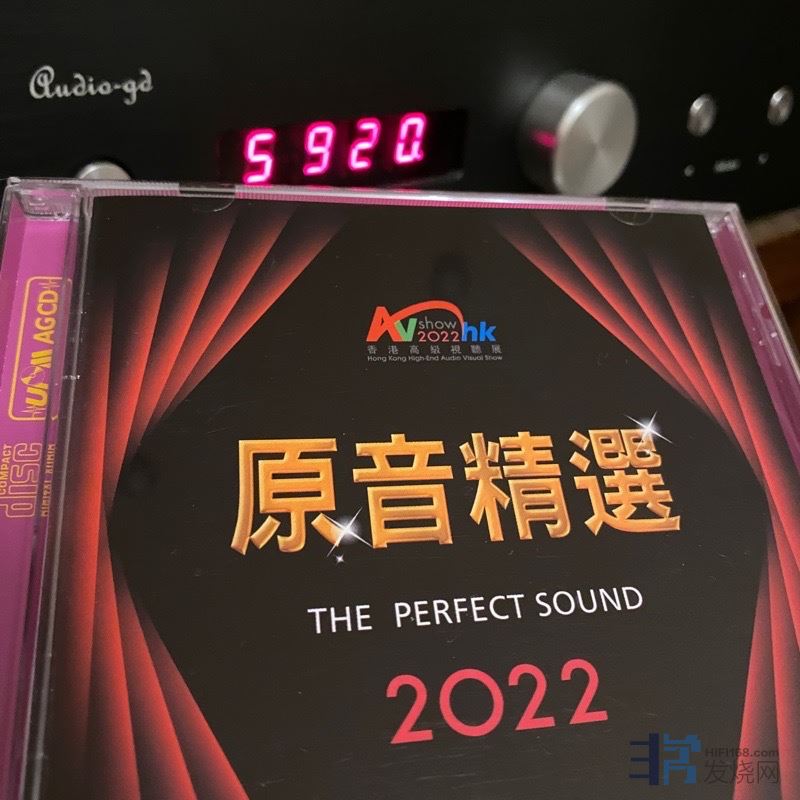 Audio-gd
5 920.
AV show 2022 hk
香港高級視聽展
Hong Kong High-End Audio Visual Show
AGCD
COMPACT
disc
DIGITAL AUDIO
原音精選
THE PERFECT SOUND
2022
HIFI168.com
发烧网